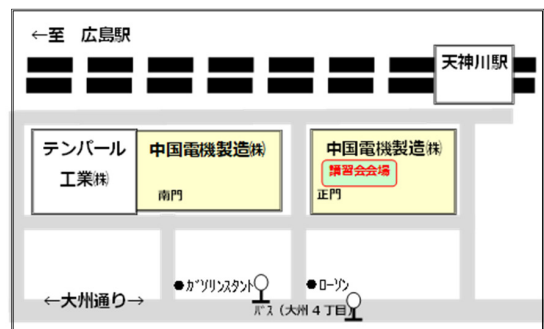 ←至　広島駅
天神川駅
テンパール
工業㈱
中国電機製造㈱
南門
中国電機製造㈱
講習会会場
正門
●ガソリンスタンド
●ローソン
←大州通り→
バス（大州４丁目）